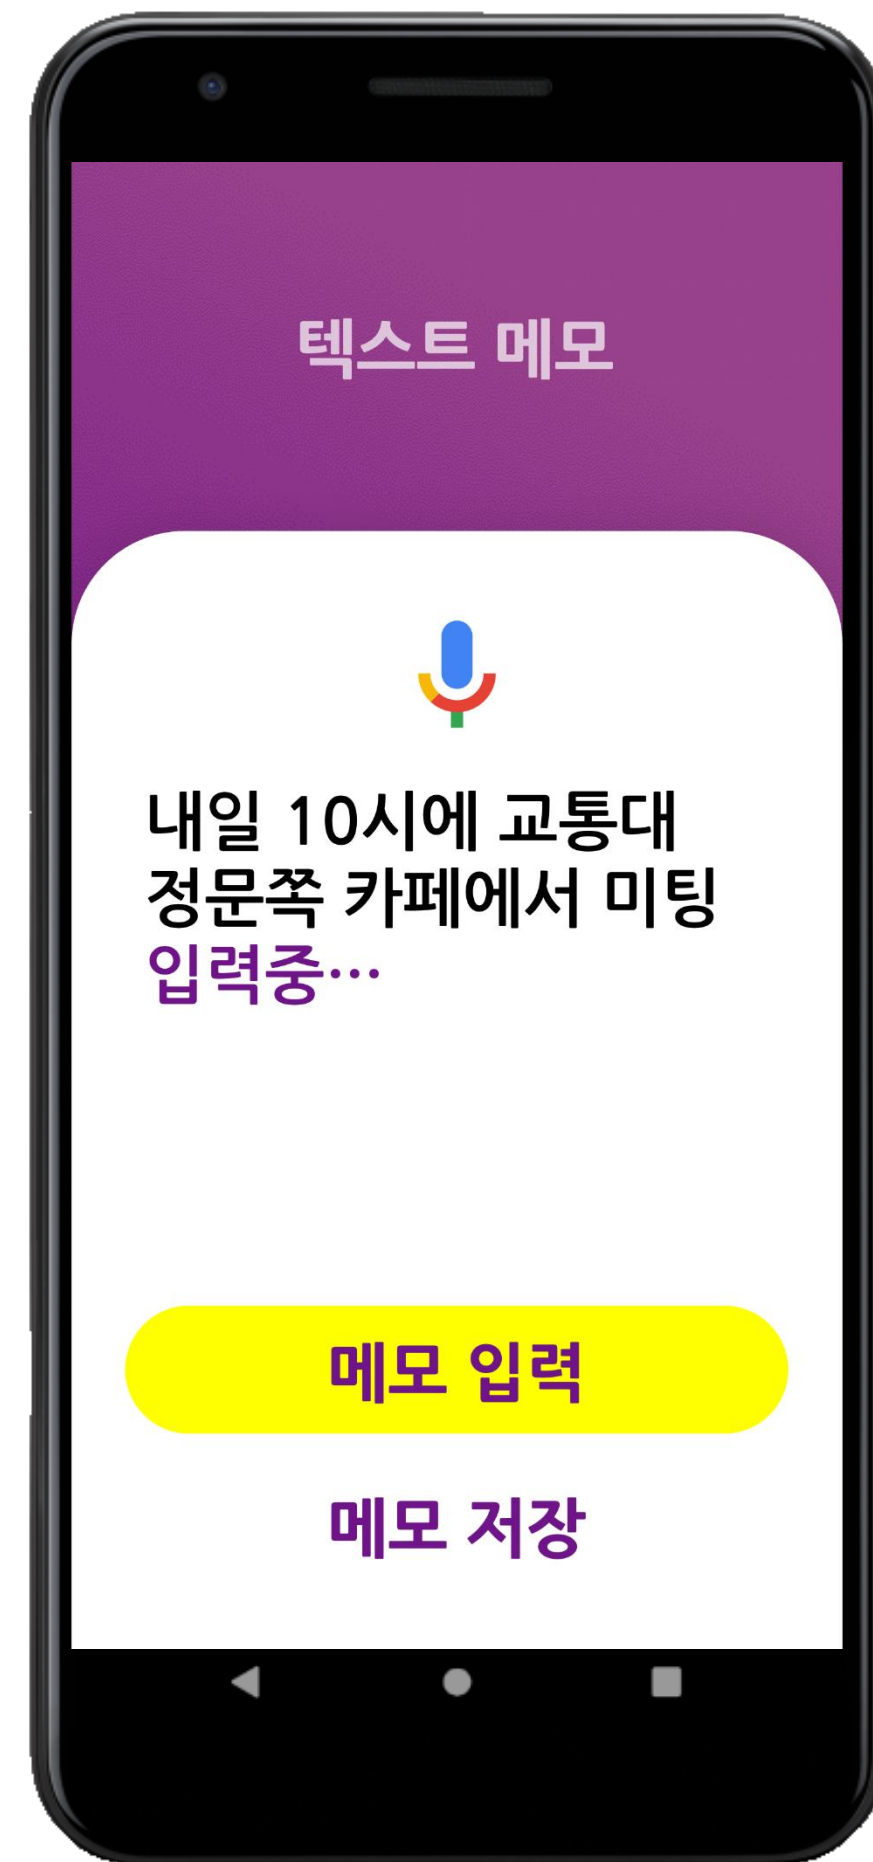 텍스트 메모
내일 10시에 교통대
정문쪽 카페에서 미팅
입력중…
메모 입력
메모 저장